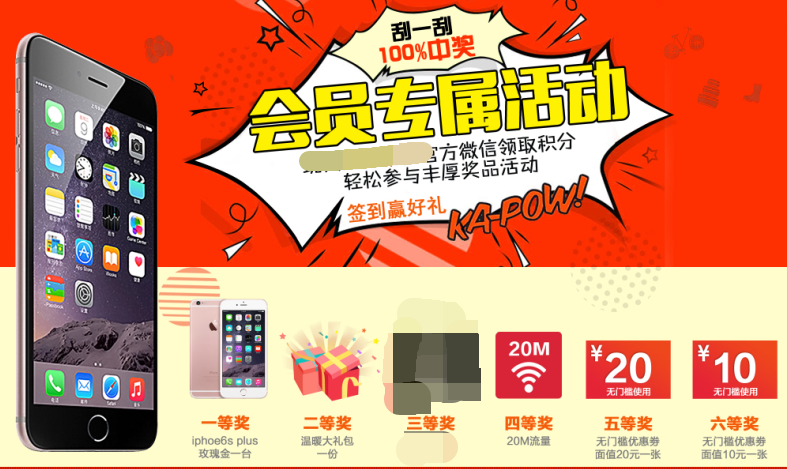 刮一刮
100%中奖
会员专属活动
官方微信领取积分
轻松参与丰厚奖品活动
签到赢好礼
KA-POW!
20M
¥20
无门槛使用
¥10
无门槛使用
一等奖
二等奖
三等奖
四等奖
五等奖
六等奖
iphoe6s plus
玫瑰金一台
温暖大礼包
一份
20M流量
无门槛优惠券
面值20元一张
无门槛优惠券
面值10元一张